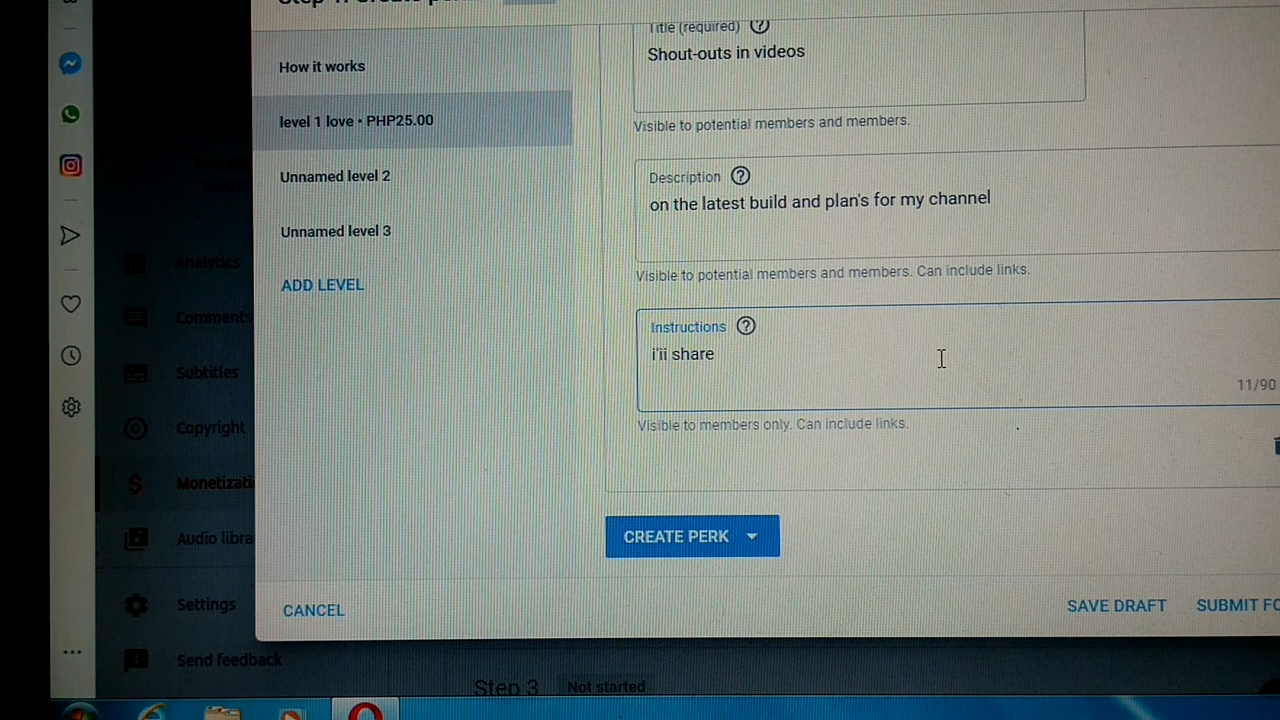 How it works
level 1 love • PHP25.00
Unnamed level 2
Unnamed level 3
ADD LEVEL
Title (required)
Shout-outs in videos
Visible to potential members and members.
Description
on the latest build and plan's for my channel
Visible to potential members and members. Can include links.
Instructions
i'ii share
11/90
Visible to members only. Can include links.
CREATE PERK
CANCEL
SAVE DRAFT
SUBMIT FO
Analytics
Comments
Subtitles
Copyright
Monetizati
Audio libra
Settings
Send feedback
Step 3
Not started